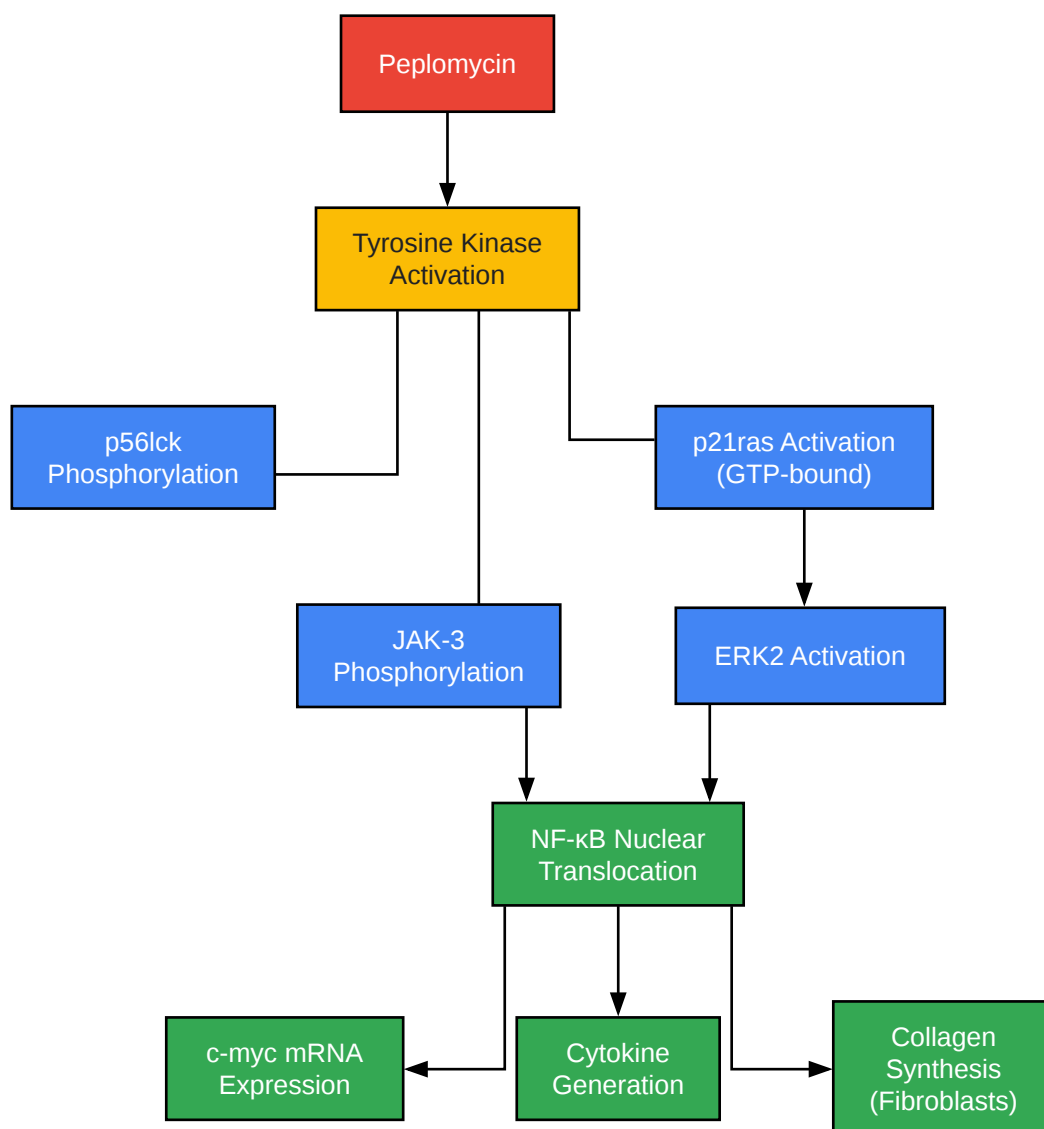 Peplomycin
Tyrosine Kinase
Activation
p56lck
Phosphorylation
p21ras Activation
(GTP-bound)
JAK-3
Phosphorylation
ERK2 Activation
NF-κB Nuclear
Translocation
c-myc mRNA
Expression
Cytokine
Generation
Collagen
Synthesis
(Fibroblasts)